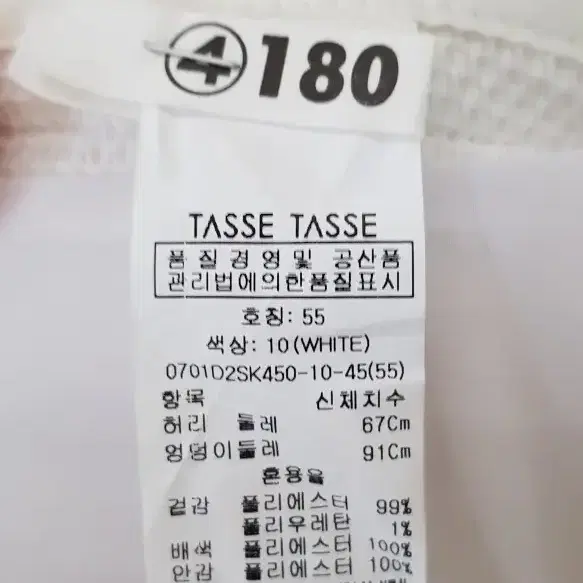 ④180
TASSE TASSE
품질경영및 공산품
관리법에의한품질표시
호칭: 55
색상: 10(WHITE)
0701D2SK450-10-45(55)
항목 신체치수
허리 둘레 67Cm
엉덩이둘레 91Cm
혼용율
겉감 폴리에스터 99%
폴리우레탄 1%
배색 폴리에스터 100%
안감 폴리에스터 100%